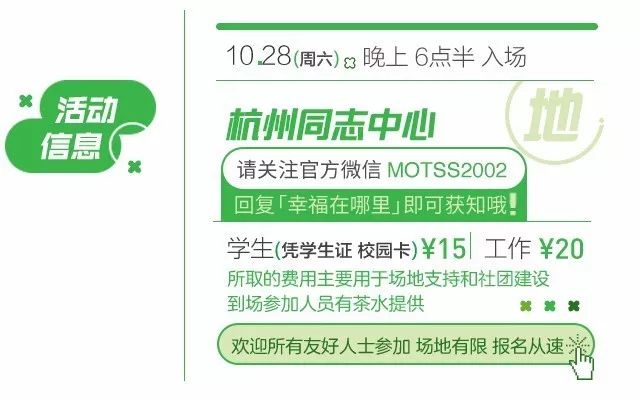 活动
信息
10.28(周六) 晚上 6点半 入场
地
杭州同志中心
请关注官方微信 MOTSS2002
回复「幸福在哪里」即可获知哦!
学生(凭学生证 校园卡) ¥15 工作 ¥20
所取的费用主要用于场地支持和社团建设
到场参加人员有茶水提供
欢迎所有友好人士参加 场地有限 报名从速